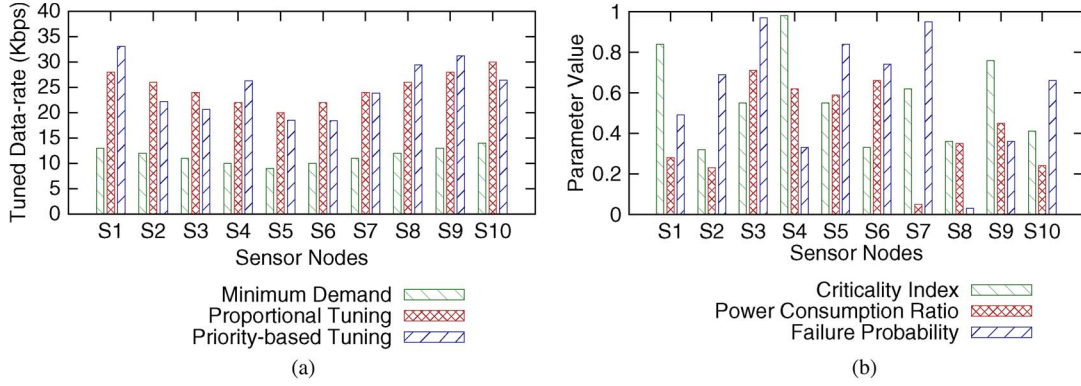 40
35
30
25
20
15
10
5
0
Tuned Data-rate (Kbps)
S1 S2 S3 S4 S5 S6 S7 S8 S9 S10
Sensor Nodes
Minimum Demand
Proportional Tuning
Priority-based Tuning
(a)
1
0.8
0.6
0.4
0.2
0
Parameter Value
S1 S2 S3 S4 S5 S6 S7 S8 S9 S10
Sensor Nodes
Criticality Index
Power Consumption Ratio
Failure Probability
(b)